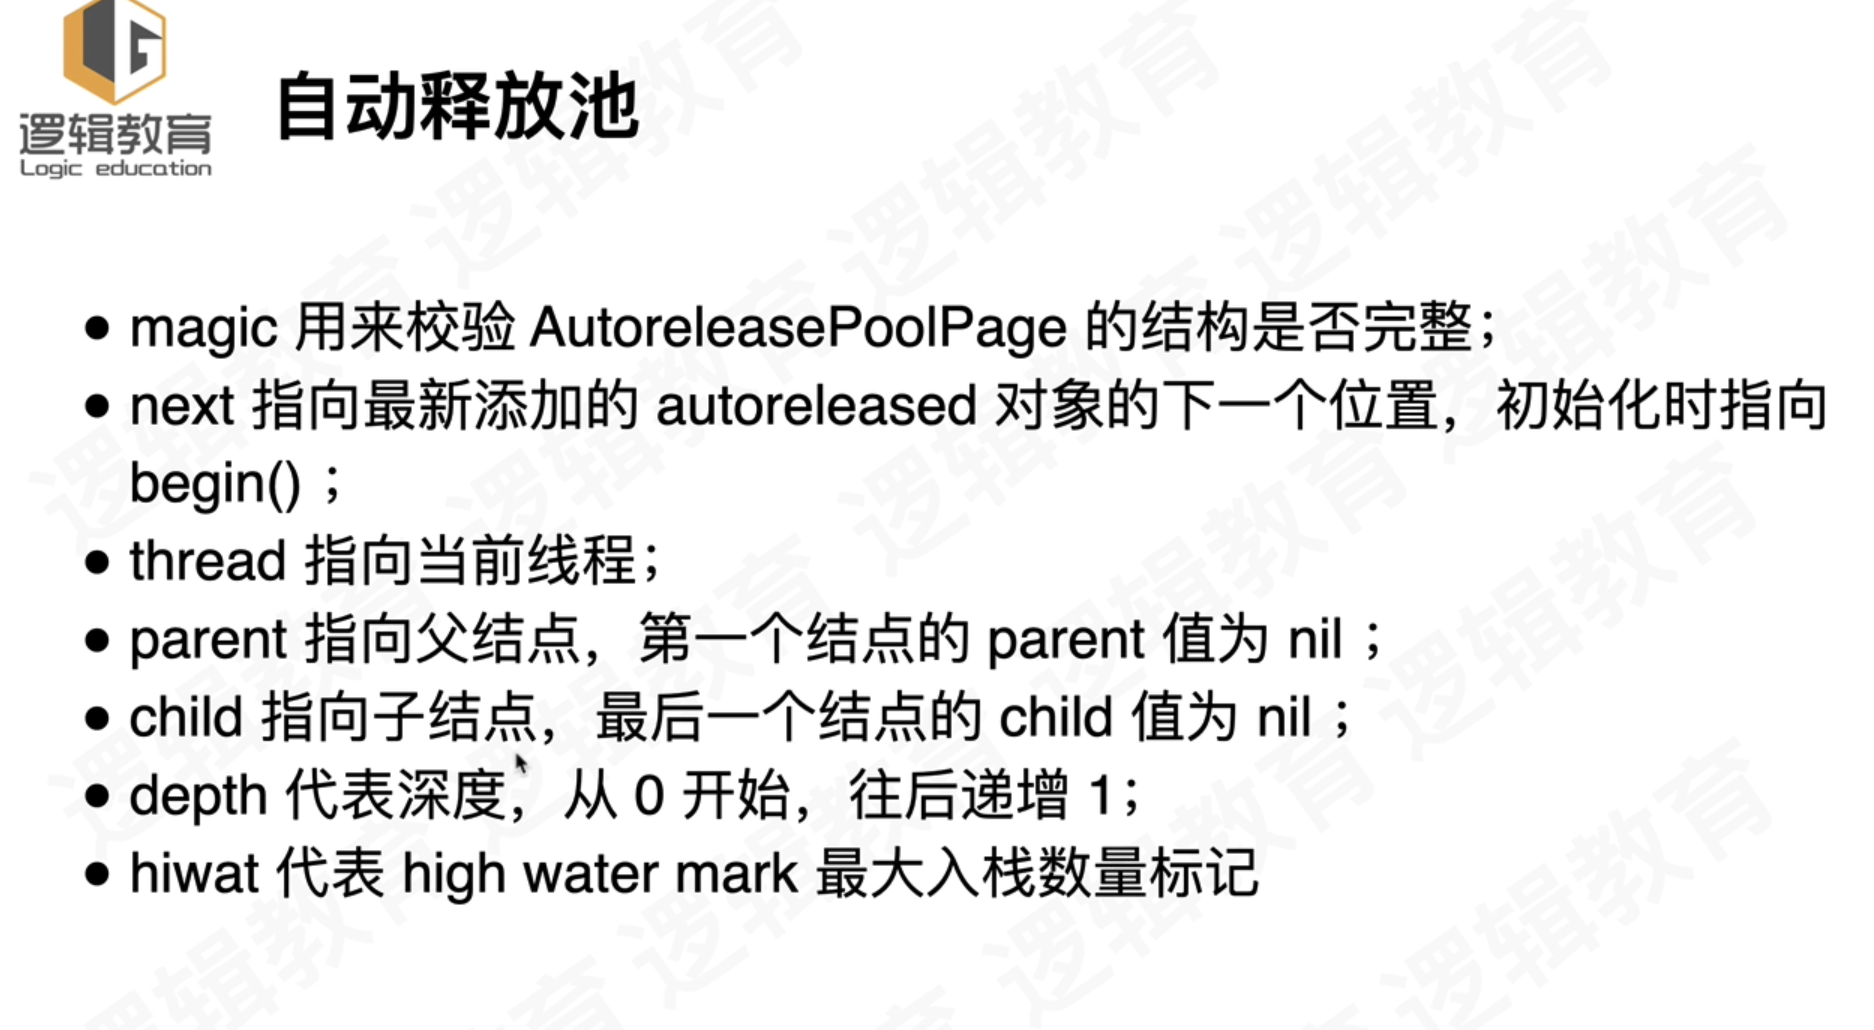 逻辑教育
Logic education
自动释放池
● magic 用来校验 AutoreleasePoolPage 的结构是否完整；
● next 指向最新添加的 autoreleased 对象的下一个位置，初始化时指向
begin() ；
● thread 指向当前线程；
● parent 指向父结点，第一个结点的 parent 值为 nil ；
● child 指向子结点，最后一个结点的 child 值为 nil ；
● depth 代表深度，从 0 开始，往后递增 1；
● hiwat 代表 high water mark 最大入栈数量标记